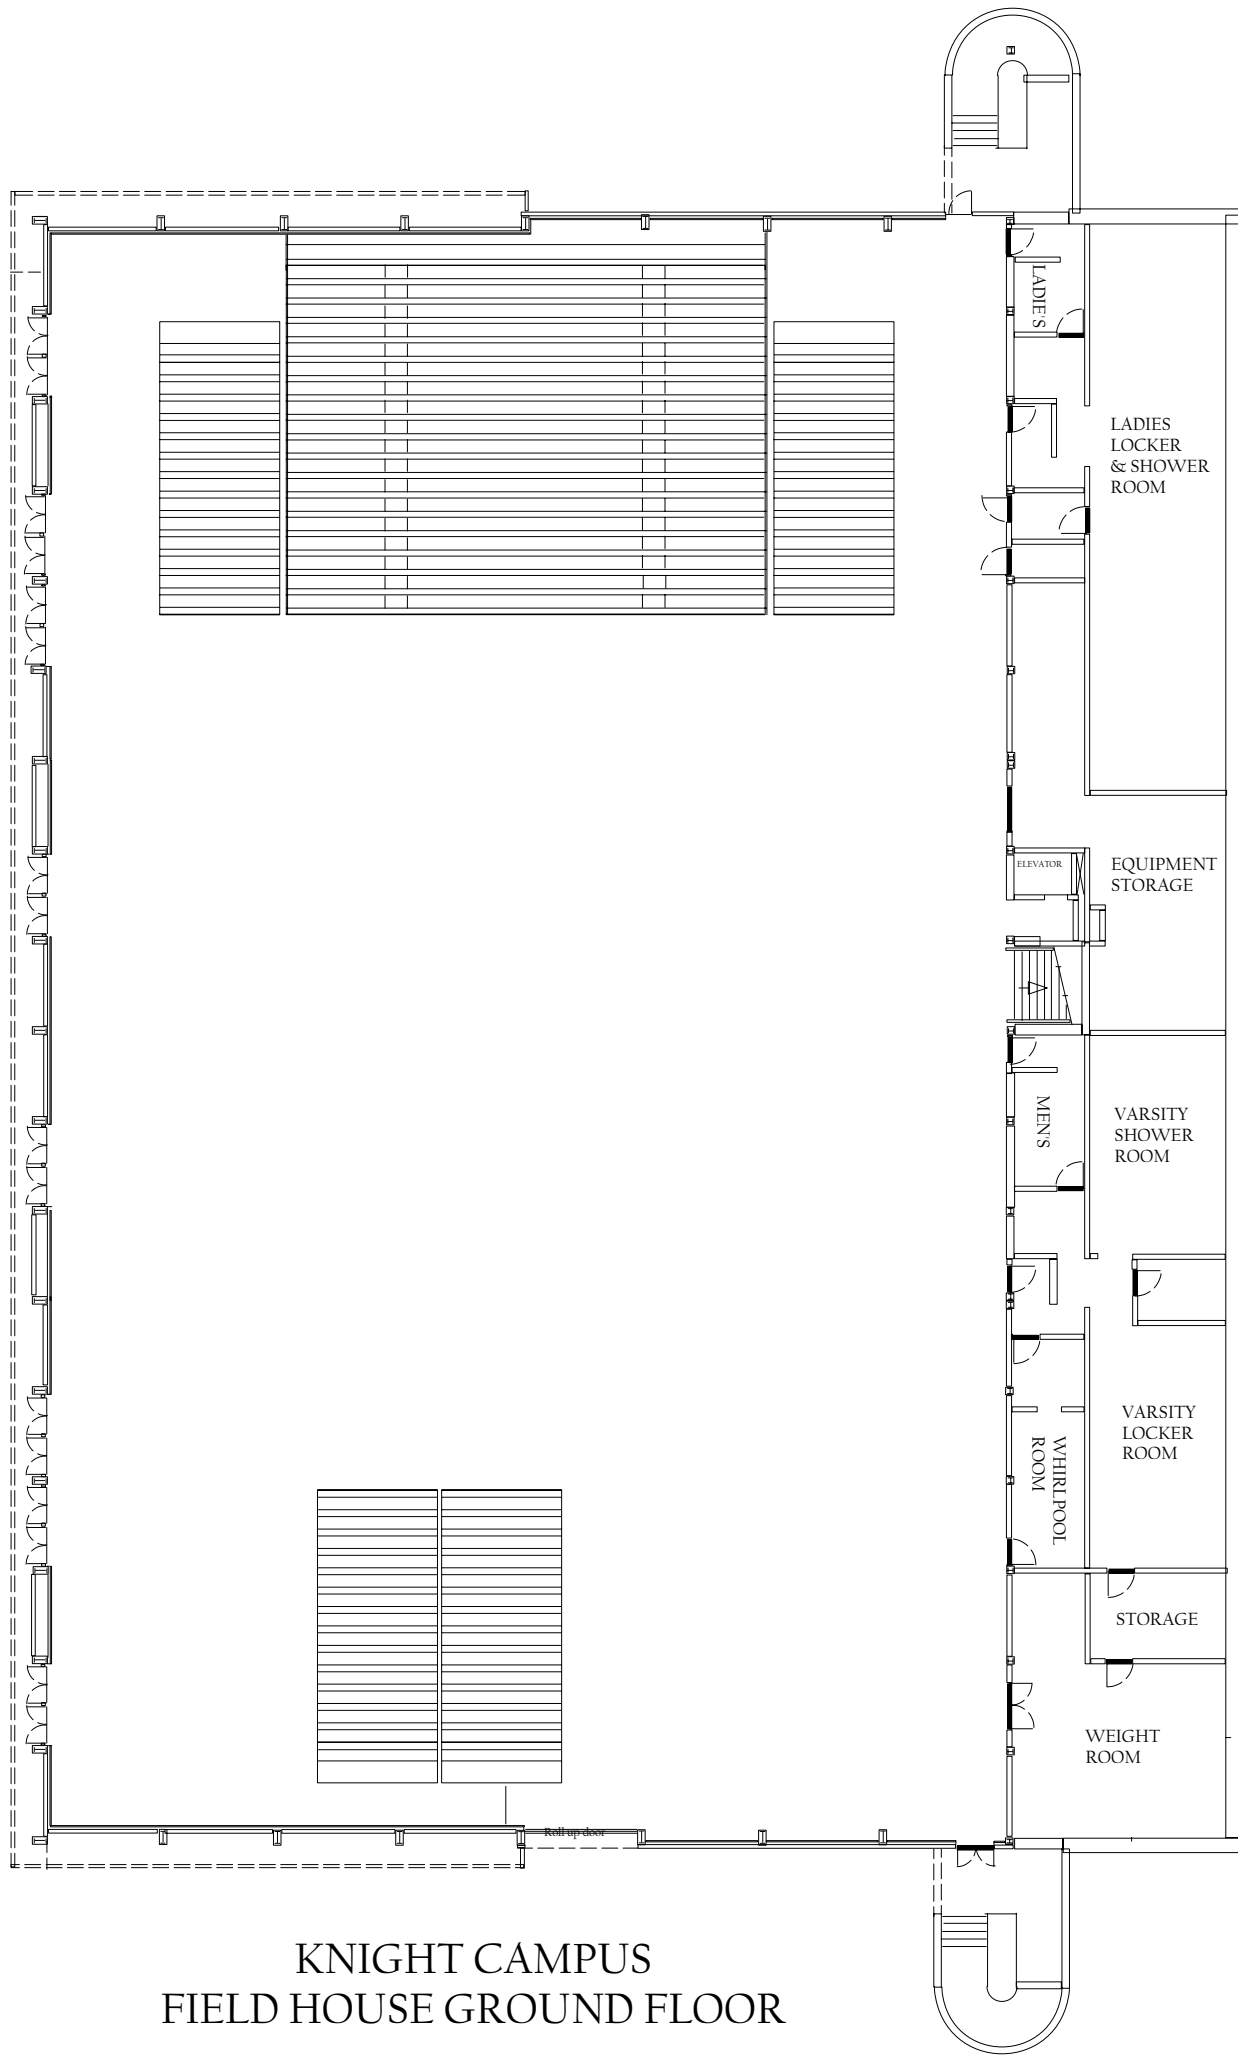 LADIE'S
LADIES
LOCKER
& SHOWER
ROOM
ELEVATOR
EQUIPMENT
STORAGE
MEN'S
VARSITY
SHOWER
ROOM
VARSITY
LOCKER
ROOM
WHIRLPOOL
ROOM
STORAGE
WEIGHT
ROOM
Roll up door
KNIGHT CAMPUS
FIELD HOUSE GROUND FLOOR